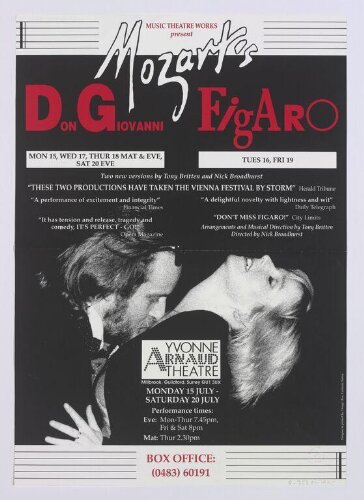 MUSIC THEATRE WORKS
present
Mozart's
DON GIOVANNI
FIGARO
MON 15, WED 17, THUR 18 MAT & EVE,
SAT 20 EVE
TUES 16, FRI 19
Two new versions by Tony Britten and Nick Broadhurst
"THESE TWO PRODUCTIONS HAVE TAKEN THE VIENNA FESTIVAL BY STORM" Herald Tribune
"A performance of excitement and integrity"
Financial Times
"It has tension and release, tragedy and
comedy, IT'S PERFECT - GO!"
Opera Magazine
"A delightful novelty with lightness and wit"
Daily Telegraph
"DON'T MISS FIGARO!" City Limits
Arrangements and Musical Direction by Tony Britten
Directed by Nick Broadhurst
YVONNE
ARNAUD
THEATRE
Millbrook, Guildford, Surrey GU1 3UX
MONDAY 15 JULY -
SATURDAY 20 JULY
Performance times:
Eve: Mon-Thur 7.45pm,
Fri & Sat 8pm
Mat: Thur 2.30pm
BOX OFFICE:
(0483) 60191